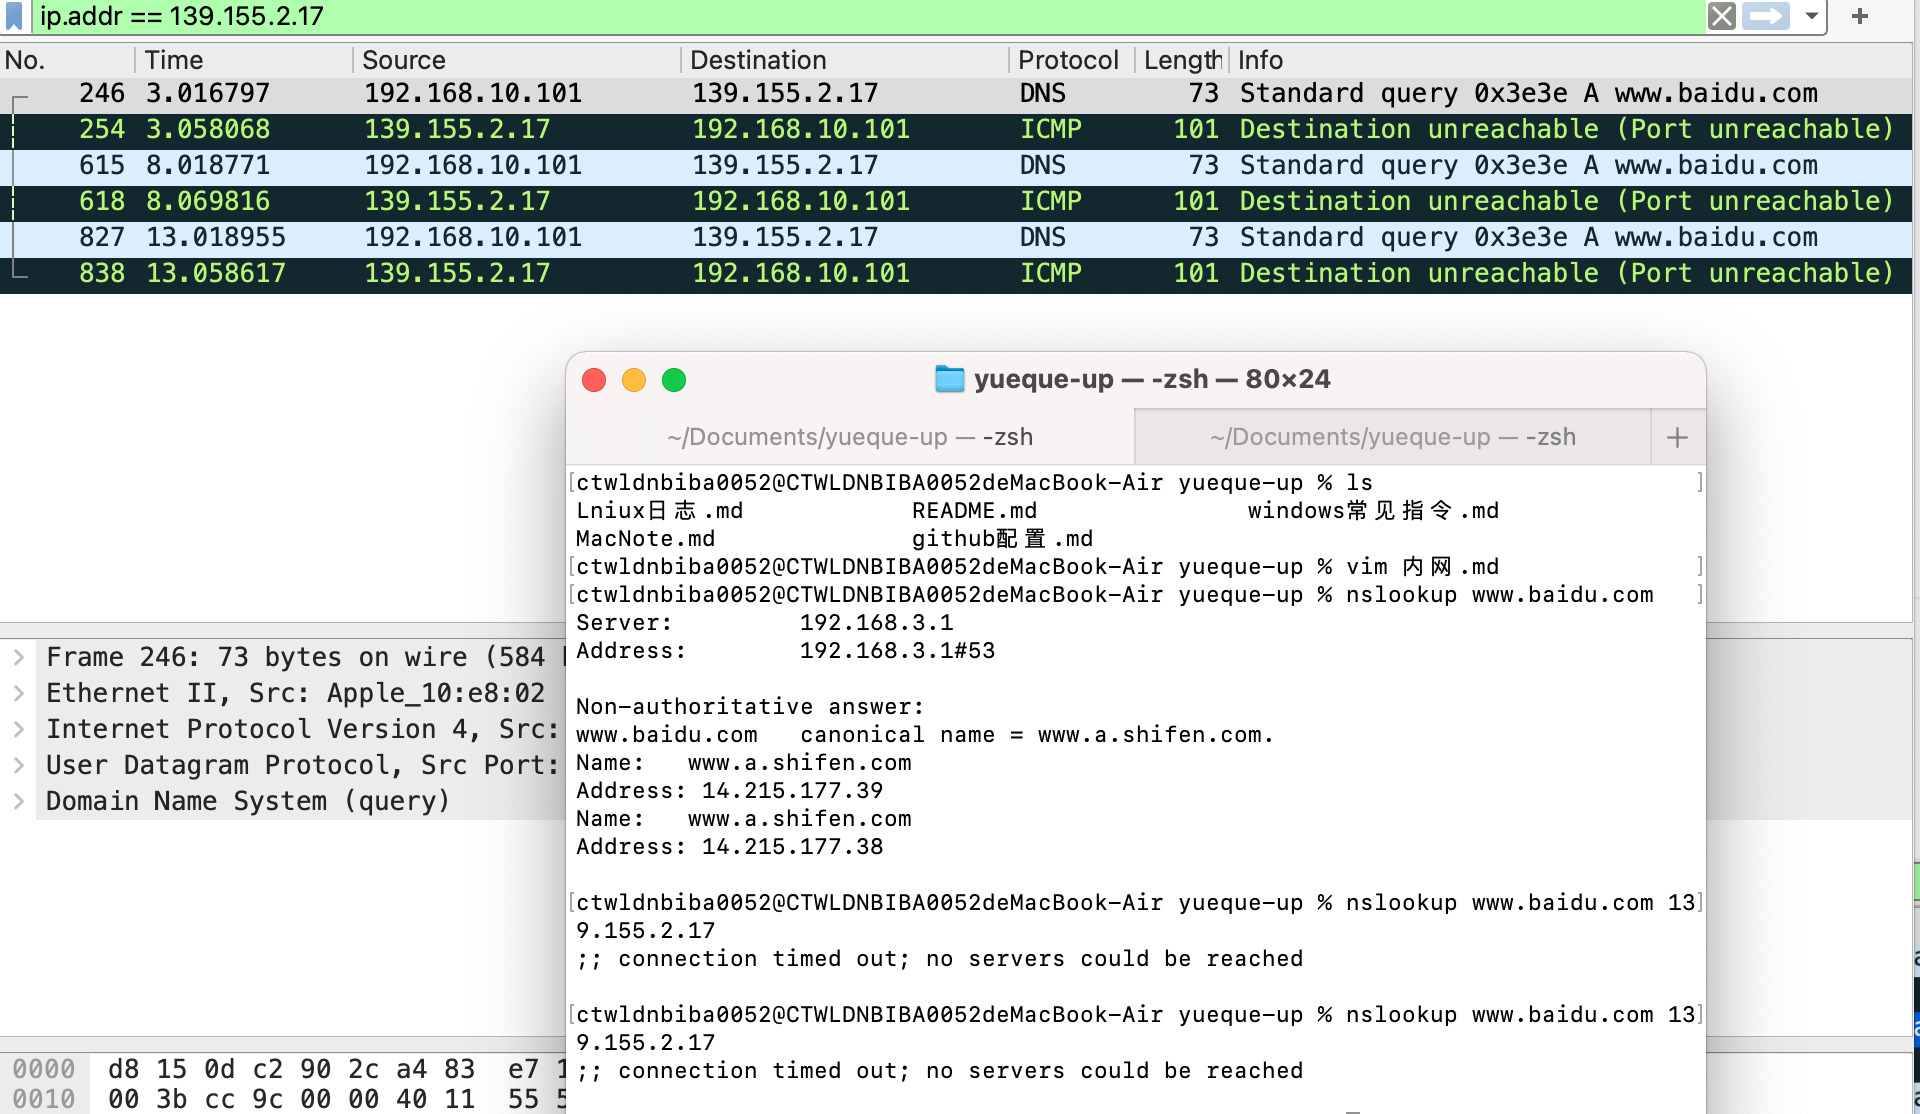 ip.addr == 139.155.2.17
No. Time Source Destination Protocol Length Info
246 3.016797 192.168.10.101 139.155.2.17 DNS 73 Standard query 0x3e3e A www.baidu.com
254 3.058068 139.155.2.17 192.168.10.101 ICMP 101 Destination unreachable (Port unreachable)
615 8.018771 192.168.10.101 139.155.2.17 DNS 73 Standard query 0x3e3e A www.baidu.com
618 8.069816 139.155.2.17 192.168.10.101 ICMP 101 Destination unreachable (Port unreachable)
827 13.018955 192.168.10.101 139.155.2.17 DNS 73 Standard query 0x3e3e A www.baidu.com
838 13.058617 139.155.2.17 192.168.10.101 ICMP 101 Destination unreachable (Port unreachable)
Frame 246: 73 bytes on wire (584
Ethernet II, Src: Apple_10:e8:02
Internet Protocol Version 4, Src:
User Datagram Protocol, Src Port:
Domain Name System (query)
0000 d8 15 0d c2 90 2c a4 83 e7
0010 00 3b cc 9c 00 00 40 11 55
yueque-up — -zsh — 80×24
~/Documents/yueque-up — -zsh ~/Documents/yueque-up — -zsh
[ctwldnbiba0052@CTWLDNBIBA0052deMacBook-Air yueque-up % ls ]
Lniux日志.md README.md windows常见指令.md
MacNote.md github配置.md
[ctwldnbiba0052@CTWLDNBIBA0052deMacBook-Air yueque-up % vim 内网.md ]
[ctwldnbiba0052@CTWLDNBIBA0052deMacBook-Air yueque-up % nslookup www.baidu.com ]
Server: 192.168.3.1
Address: 192.168.3.1#53
Non-authoritative answer:
www.baidu.com canonical name = www.a.shifen.com.
Name: www.a.shifen.com
Address: 14.215.177.39
Name: www.a.shifen.com
Address: 14.215.177.38
[ctwldnbiba0052@CTWLDNBIBA0052deMacBook-Air yueque-up % nslookup www.baidu.com 13]
9.155.2.17
;; connection timed out; no servers could be reached
[ctwldnbiba0052@CTWLDNBIBA0052deMacBook-Air yueque-up % nslookup www.baidu.com 13]
9.155.2.17
;; connection timed out; no servers could be reached